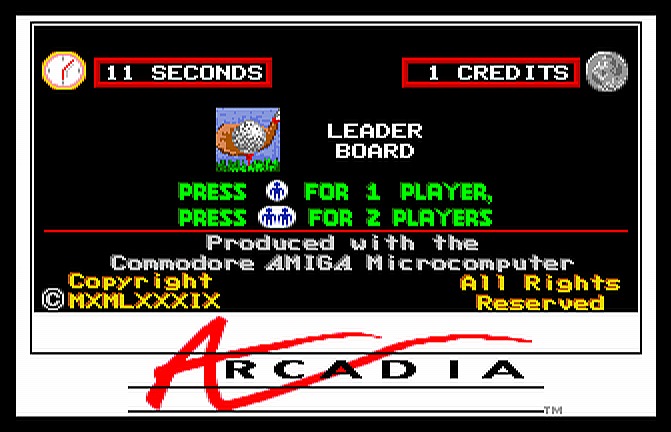 11 SECONDS
1 CREDITS
LEADER
BOARD
PRESS FOR 1 PLAYER,
PRESS FOR 2 PLAYERS
Produced with the
Commodore AMIGA Microcomputer
Copyright
©MXMLXXXIX
All Rights
Reserved
ARCADIA
TM